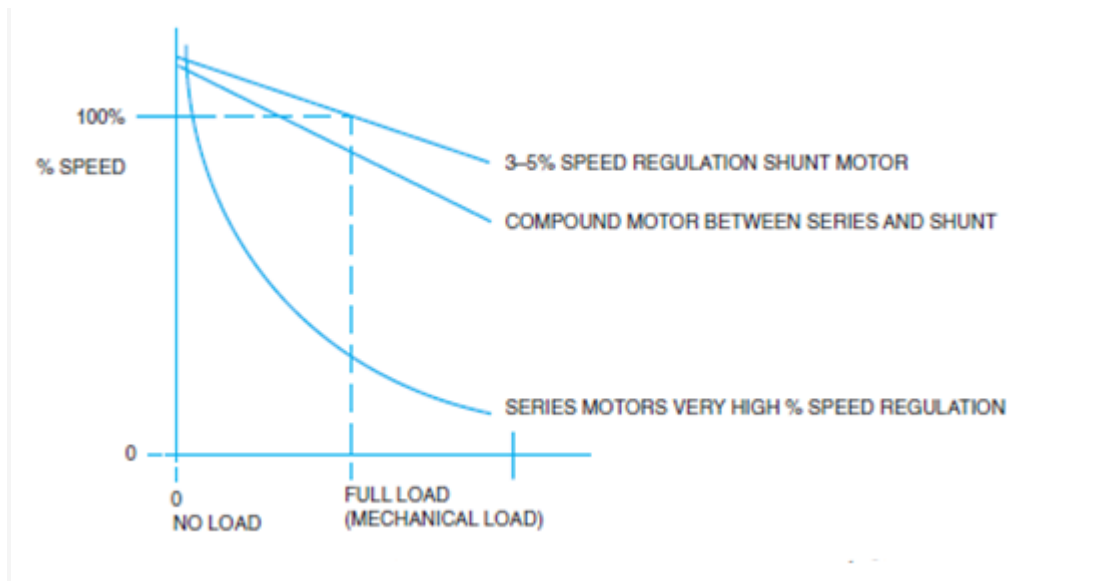 100%
% SPEED
3–5% SPEED REGULATION SHUNT MOTOR
COMPOUND MOTOR BETWEEN SERIES AND SHUNT
SERIES MOTORS VERY HIGH % SPEED REGULATION
0
0
NO LOAD
FULL LOAD
(MECHANICAL LOAD)